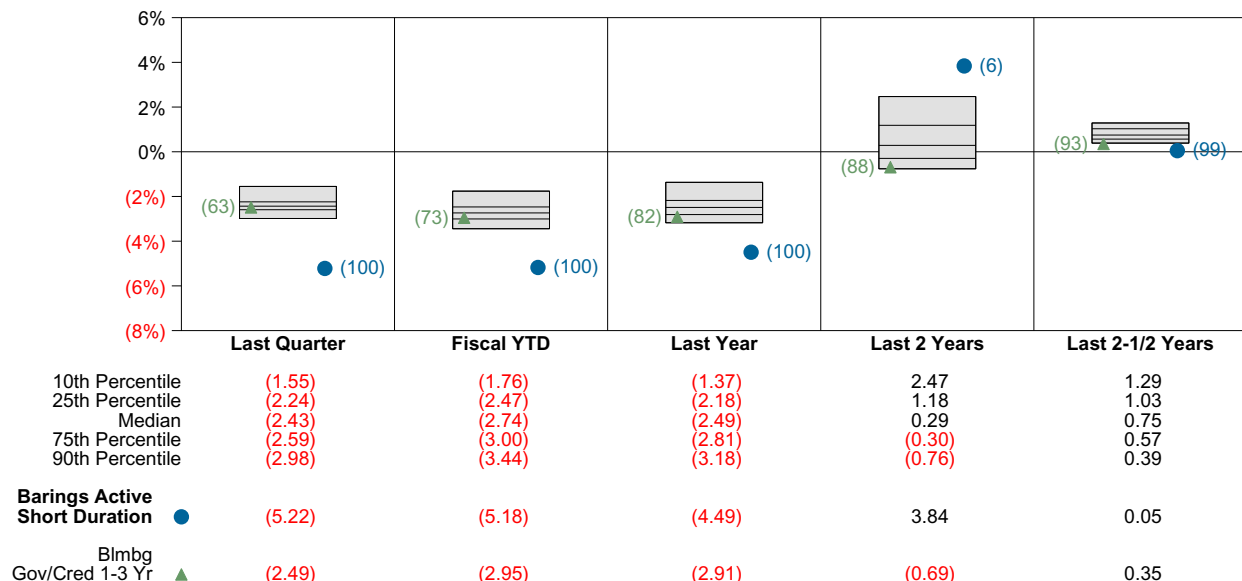 6%
4%
2%
0%
(2%)
(4%)
(6%)
(8%)
(63) (100)
(73) (100)
(82) (100)
(88) (6)
(93) (99)
Last Quarter Fiscal YTD Last Year Last 2 Years Last 2-1/2 Years
10th Percentile (1.55) (1.76) (1.37) 2.47 1.29
25th Percentile (2.24) (2.47) (2.18) 1.18 1.03
Median (2.43) (2.74) (2.49) 0.29 0.75
75th Percentile (2.59) (3.00) (2.81) (0.30) 0.57
90th Percentile (2.98) (3.44) (3.18) (0.76) 0.39
Barings Active
Short Duration (5.22) (5.18) (4.49) 3.84 0.05
Blmbg
Gov/Cred 1-3 Yr (2.49) (2.95) (2.91) (0.69) 0.35